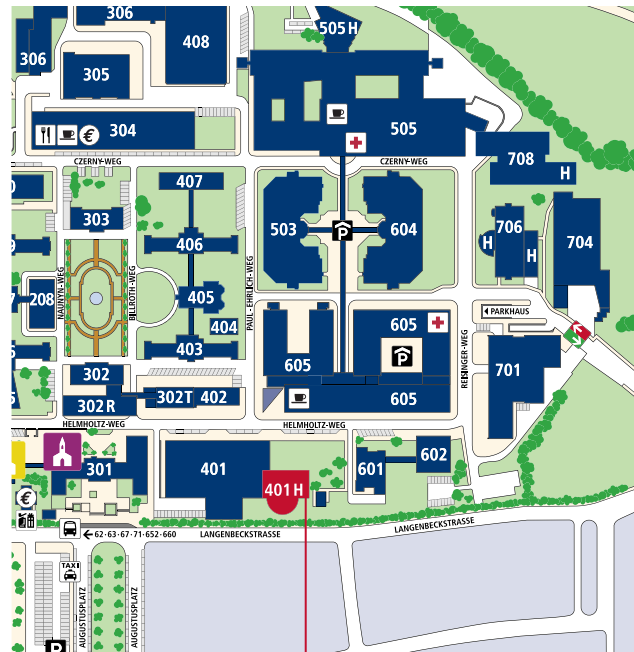 306
408
505 H
306
305
304
€
505
CZERNY-WEG
CZERNY-WEG
708
H
407
303
503
604
P
706
H
H
704
406
NAUNYN-WEG
BILLROTH-WEG
PAUL-EHRLICH-WEG
208
405
404
403
605
605
P
REISINGER-WEG
PARKHAUS
701
302
302 R
302T
402
605
HELMHOLTZ-WEG
HELMHOLTZ-WEG
301
401
401 H
601
602
€
62·63·67·71·652·660
LANGENBECKSTRASSE
LANGENBECKSTRASSE
TAXI
AUGUSTUSPLATZ
AUGUSTUSPLATZ
P